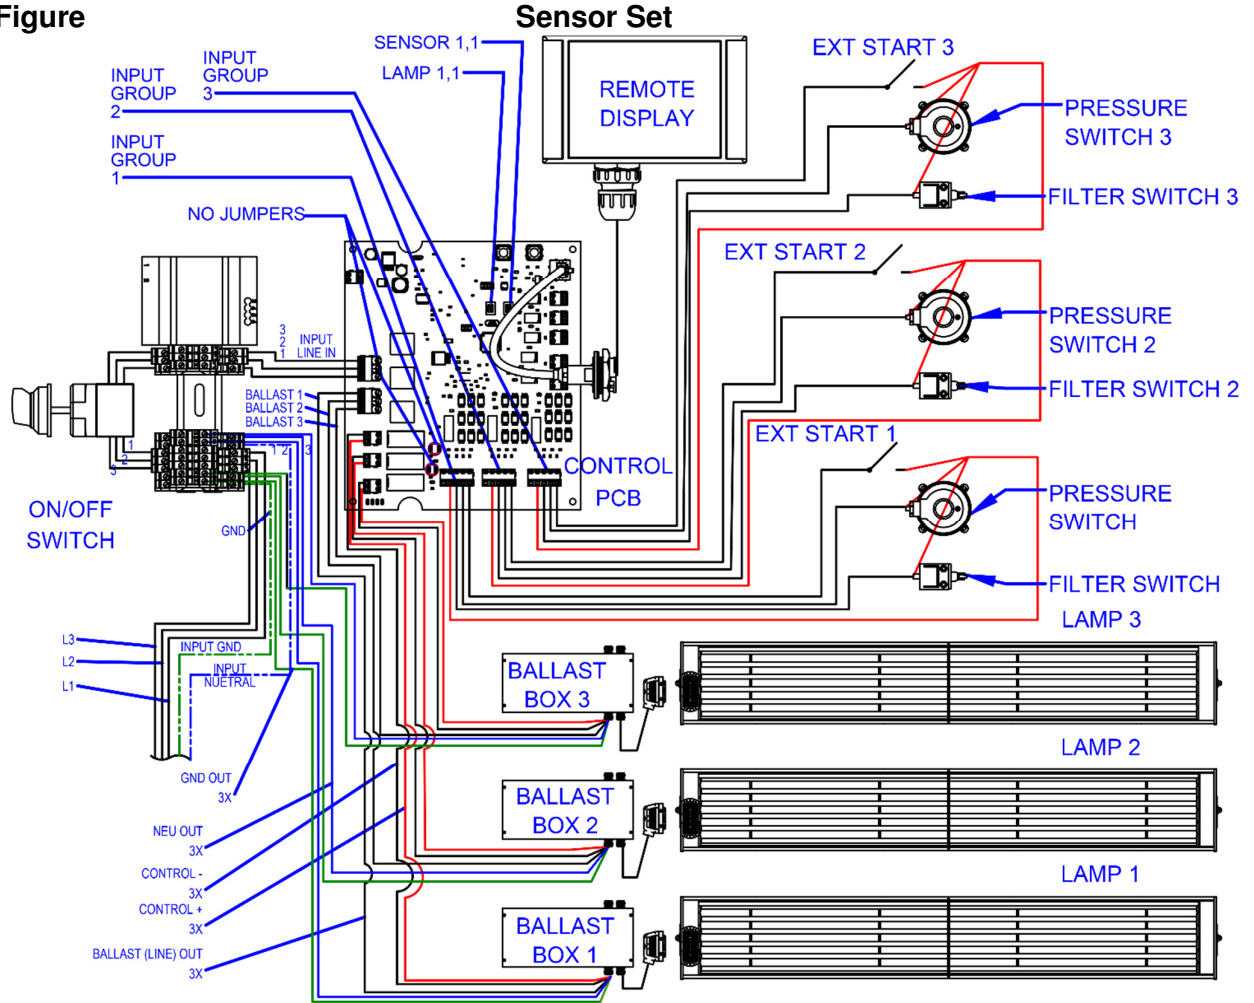 Figure
Sensor Set
SENSOR 1,1
LAMP 1,1
INPUT
GROUP
3
INPUT
GROUP
2
INPUT
GROUP
1
NO JUMPERS
REMOTE
DISPLAY
EXT START 3
PRESSURE
SWITCH 3
FILTER SWITCH 3
EXT START 2
PRESSURE
SWITCH 2
FILTER SWITCH 2
EXT START 1
PRESSURE
SWITCH
FILTER SWITCH
3
2
1
INPUT
LINE IN
BALLAST 1
BALLAST 2
BALLAST 3
1 2 3
1
2
3
CONTROL
PCB
ON/OFF
SWITCH
GND
L3
L2
L1
INPUT GND
INPUT
NUETRAL
GND OUT
3X
NEU OUT
3X
CONTROL -
3X
CONTROL +
3X
BALLAST (LINE) OUT
3X
LAMP 3
BALLAST
BOX 3
LAMP 2
BALLAST
BOX 2
LAMP 1
BALLAST
BOX 1